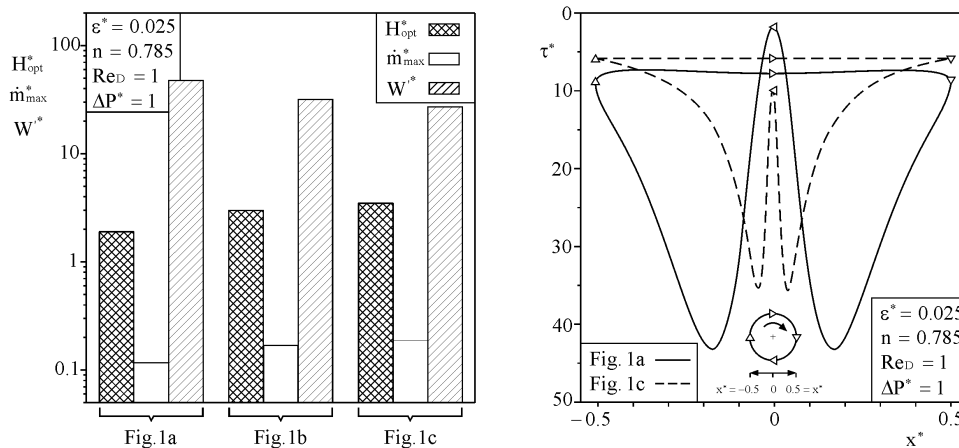 H*opt
ṁ*max
W'*
100
10
1
0.1
ε* = 0.025
n = 0.785
ReD = 1
ΔP* = 1
H*opt
ṁ*max
W'*
Fig.1a
Fig.1b
Fig.1c
τ*
0
10
20
30
40
50
−0.5
0
0.5
x*
Fig. 1a
Fig. 1c
x* = −0.5 0 0.5 = x*
ε* = 0.025
n = 0.785
ReD = 1
ΔP* = 1